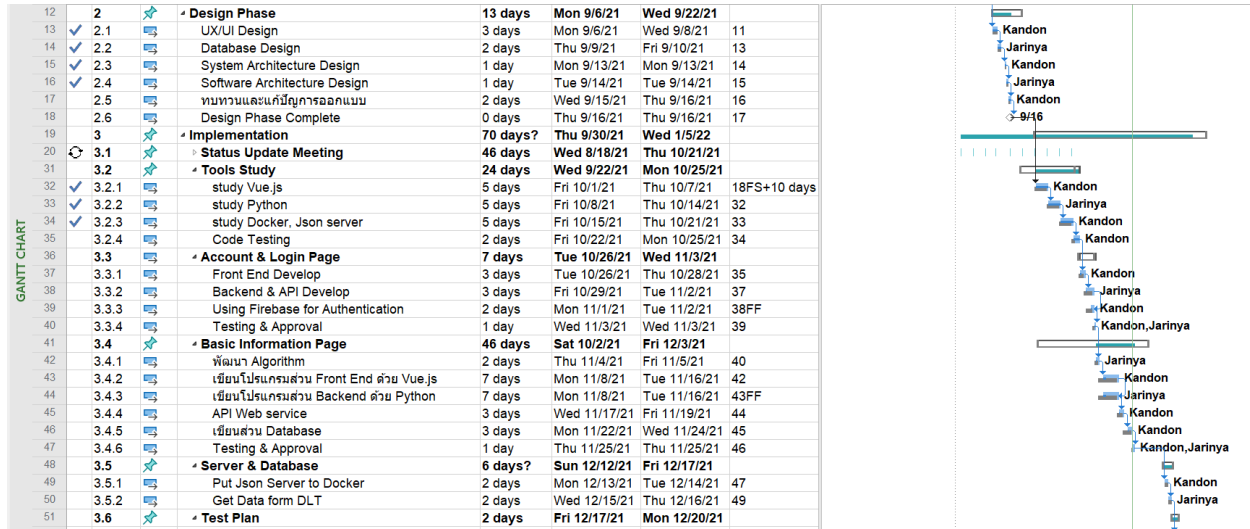 GANTT CHART
12 2 Design Phase 13 days Mon 9/6/21 Wed 9/22/21
13 2.1 UX/UI Design 3 days Mon 9/6/21 Wed 9/8/21 11 Kandon
14 2.2 Database Design 2 days Thu 9/9/21 Fri 9/10/21 13 Jarinya
15 2.3 System Architecture Design 1 day Mon 9/13/21 Mon 9/13/21 14 Kandon
16 2.4 Software Architecture Design 1 day Tue 9/14/21 Tue 9/14/21 15 Jarinya
17 2.5 ทบทวนและแก้ปัญการออกแบบ 2 days Wed 9/15/21 Thu 9/16/21 16 Kandon
18 2.6 Design Phase Complete 0 days Thu 9/16/21 Thu 9/16/21 17 9/16
19 3 Implementation 70 days? Thu 9/30/21 Wed 1/5/22
20 3.1 Status Update Meeting 46 days Wed 8/18/21 Thu 10/21/21
31 3.2 Tools Study 24 days Wed 9/22/21 Mon 10/25/21
32 3.2.1 study Vue.js 5 days Fri 10/1/21 Thu 10/7/21 18FS+10 days Kandon
33 3.2.2 study Python 5 days Fri 10/8/21 Thu 10/14/21 32 Jarinya
34 3.2.3 study Docker, Json server 5 days Fri 10/15/21 Thu 10/21/21 33 Kandon
35 3.2.4 Code Testing 2 days Fri 10/22/21 Mon 10/25/21 34 Kandon
36 3.3 Account & Login Page 7 days Tue 10/26/21 Wed 11/3/21
37 3.3.1 Front End Develop 3 days Tue 10/26/21 Thu 10/28/21 35 Kandon
38 3.3.2 Backend & API Develop 3 days Fri 10/29/21 Tue 11/2/21 37 Jarinya
39 3.3.3 Using Firebase for Authentication 2 days Mon 11/1/21 Tue 11/2/21 38FF Kandon
40 3.3.4 Testing & Approval 1 day Wed 11/3/21 Wed 11/3/21 39 Kandon,Jarinya
41 3.4 Basic Information Page 46 days Sat 10/2/21 Fri 12/3/21
42 3.4.1 พัฒนา Algorithm 2 days Thu 11/4/21 Fri 11/5/21 40 Jarinya
43 3.4.2 เขียนโปรแกรมส่วน Front End ด้วย Vue.js 7 days Mon 11/8/21 Tue 11/16/21 42 Kandon
44 3.4.3 เขียนโปรแกรมส่วน Backend ด้วย Python 7 days Mon 11/8/21 Tue 11/16/21 43FF Jarinya
45 3.4.4 API Web service 3 days Wed 11/17/21 Fri 11/19/21 44 Kandon
46 3.4.5 เขียนส่วน Database 3 days Mon 11/22/21 Wed 11/24/21 45 Kandon
47 3.4.6 Testing & Approval 1 day Thu 11/25/21 Thu 11/25/21 46 Kandon,Jarinya
48 3.5 Server & Database 6 days? Sun 12/12/21 Fri 12/17/21
49 3.5.1 Put Json Server to Docker 2 days Mon 12/13/21 Tue 12/14/21 47 Kandon
50 3.5.2 Get Data form DLT 2 days Wed 12/15/21 Thu 12/16/21 49 Jarinya
51 3.6 Test Plan 2 days Fri 12/17/21 Mon 12/20/21